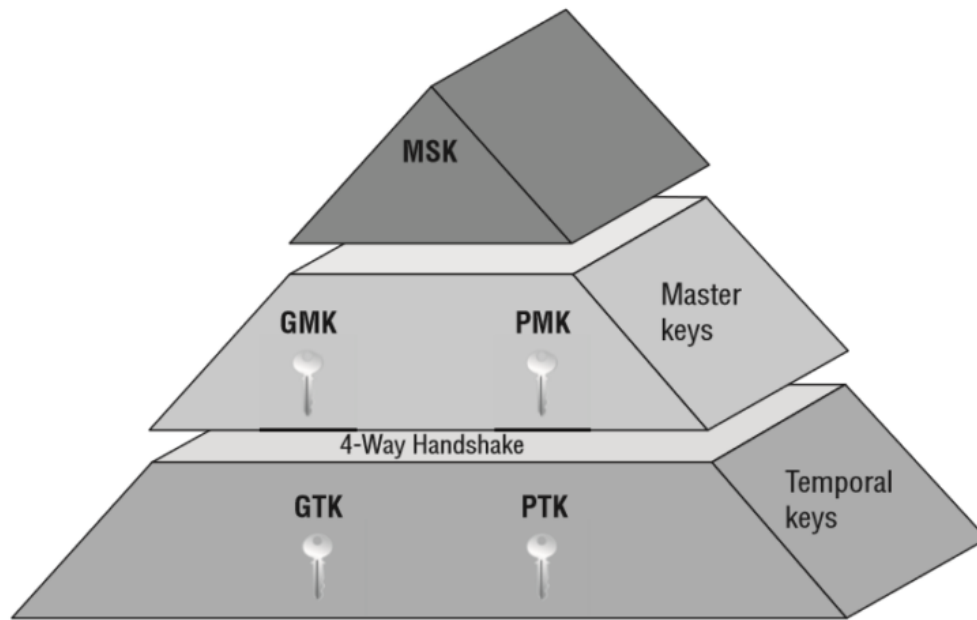 MSK
GMK
PMK
Master
keys
4-Way Handshake
GTK
PTK
Temporal
keys